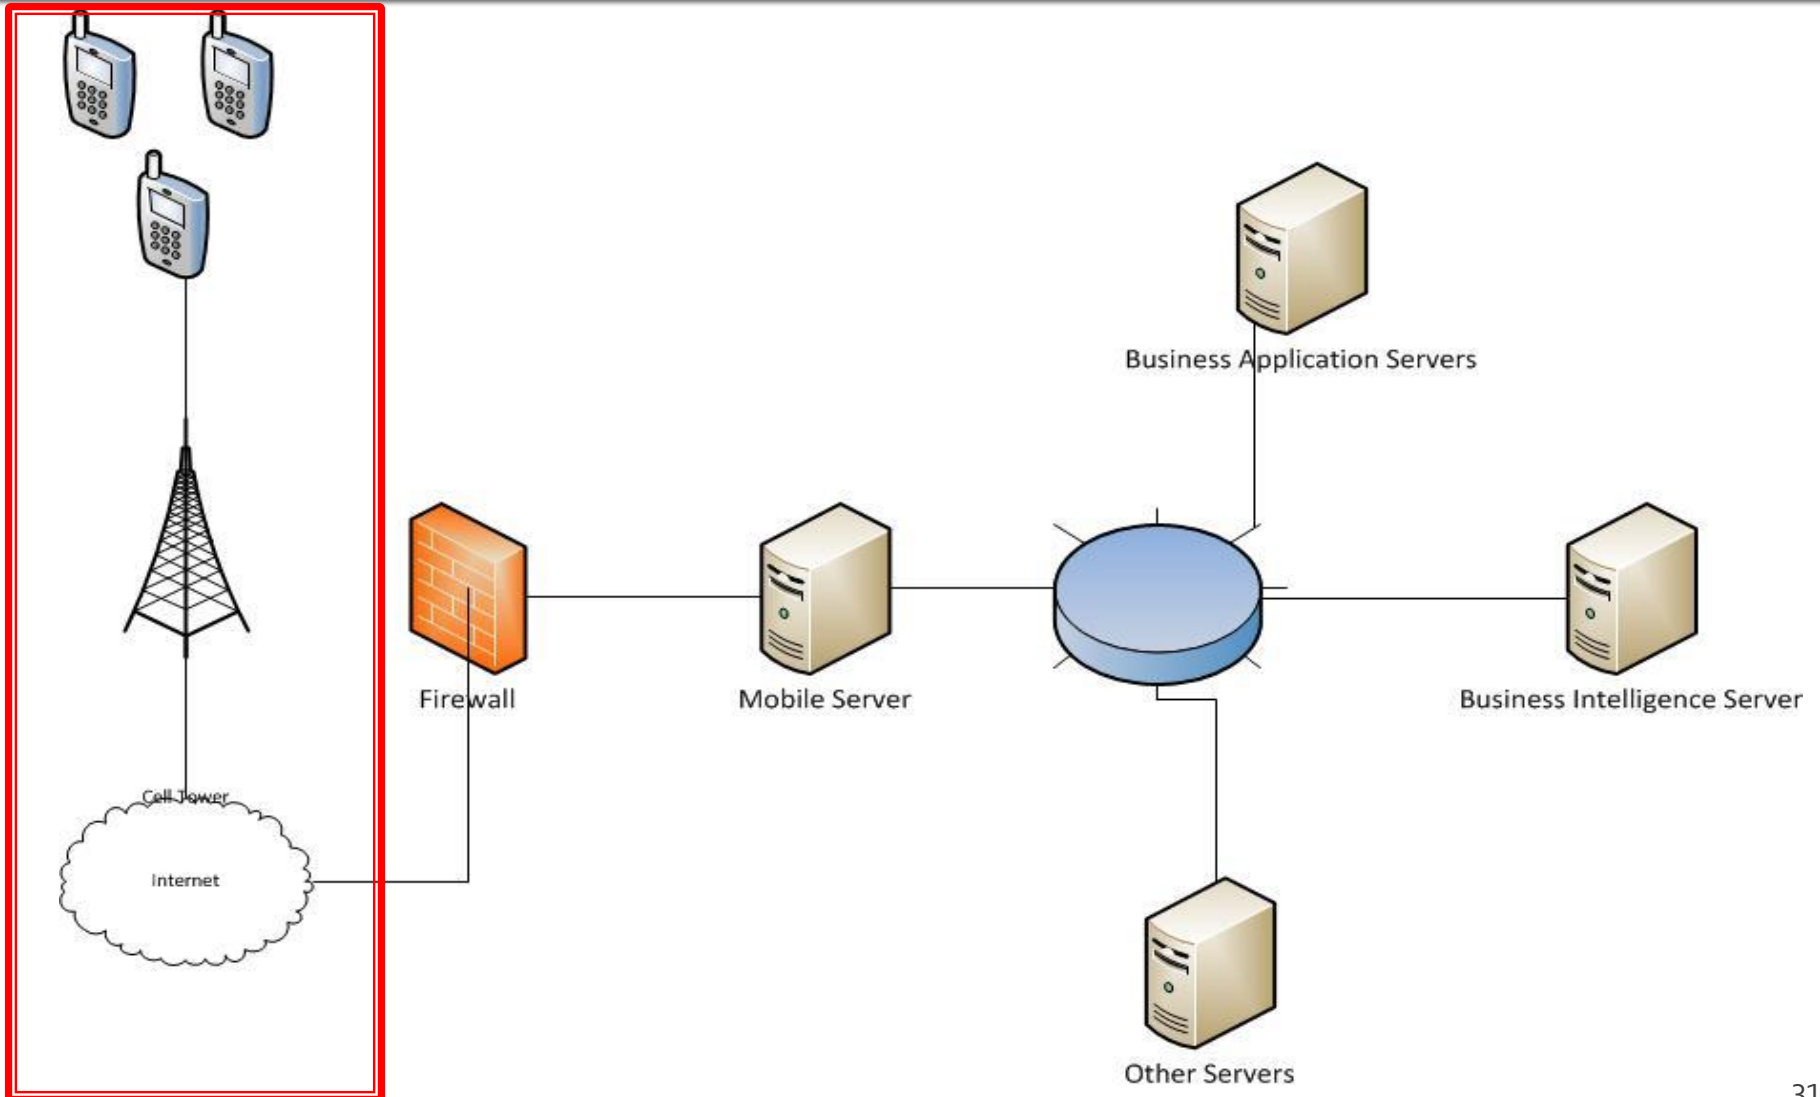 Business Application Servers
Firewall
Mobile Server
Business Intelligence Server
Cell Tower
Internet
Other Servers
31